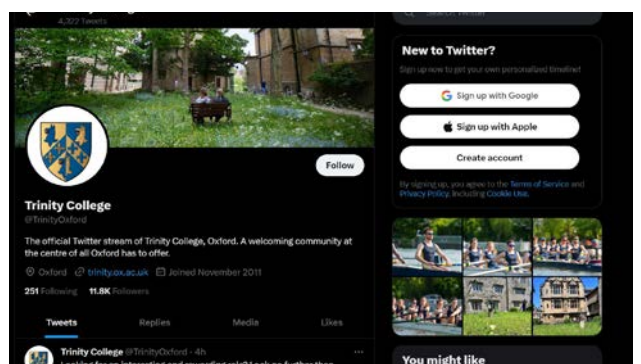 4,322 Tweets
Follow
Trinity College
@TrinityOxford
The official Twitter stream of Trinity College, Oxford. A welcoming community at
the centre of all Oxford has to offer.
Oxford trinity.ox.ac.uk Joined November 2011
251 Following 11.8K Followers
Tweets Replies Media Likes
Trinity College @TrinityOxford · 4h
New to Twitter?
Sign up now to get your own personalized timeline!
Sign up with Google
Sign up with Apple
Create account
By signing up, you agree to the Terms of Service and
Privacy Policy, including Cookie Use.
You might like